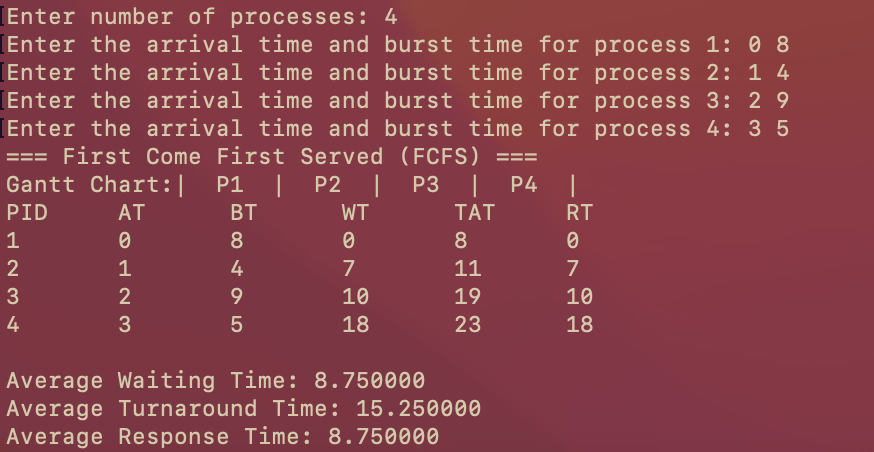 Enter number of processes: 4
Enter the arrival time and burst time for process 1: 0 8
Enter the arrival time and burst time for process 2: 1 4
Enter the arrival time and burst time for process 3: 2 9
Enter the arrival time and burst time for process 4: 3 5
=== First Come First Served (FCFS) ===
Gantt Chart:|  P1  |  P2  |  P3  |  P4  |
PID     AT      BT      WT      TAT     RT
1       0       8       0       8       0
2       1       4       7       11      7
3       2       9       10      19      10
4       3       5       18      23      18
Average Waiting Time: 8.750000
Average Turnaround Time: 15.250000
Average Response Time: 8.750000